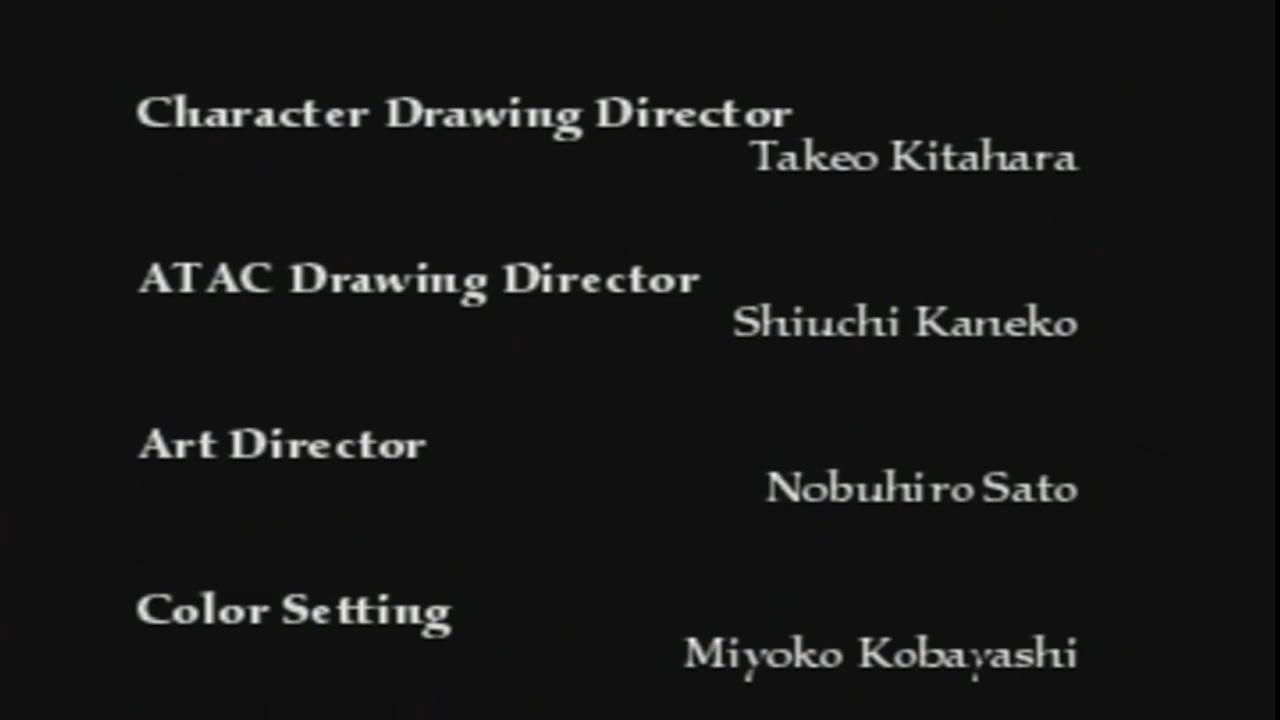 Character Drawing Director
Takeo Kitahara
ATAC Drawing Director
Shiuchi Kaneko
Art Director
Nobuhiro Sato
Color Setting
Miyoko Kobayashi